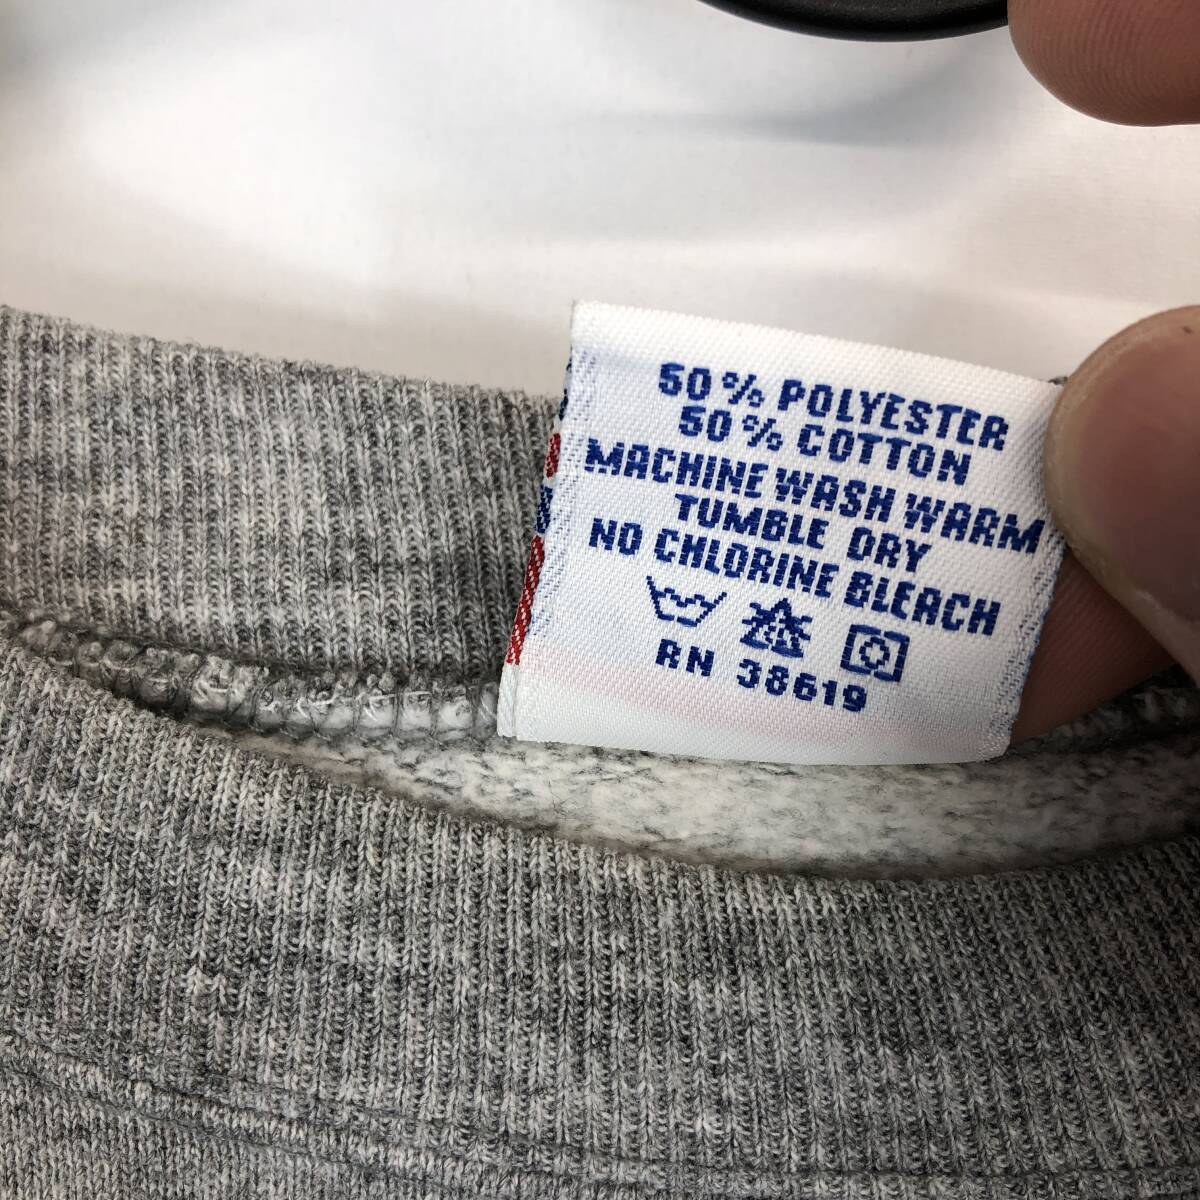 50% POLYESTER
50% COTTON
MACHINE WASH WARM
TUMBLE DRY
NO CHLORINE BLEACH
RN 38619